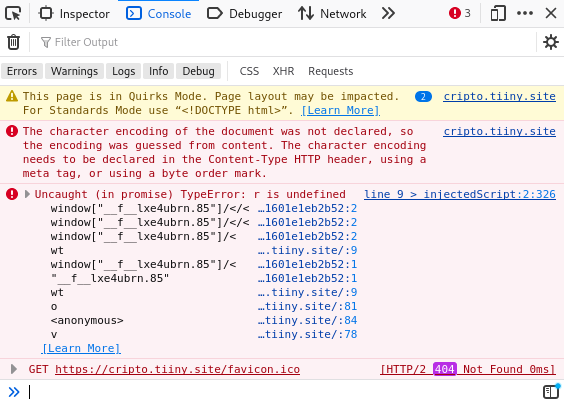 Inspector Console Debugger Network 3
Filter Output
Errors Warnings Logs Info Debug CSS XHR Requests
This page is in Quirks Mode. Page layout may be impacted. 2 cripto.tiiny.site
For Standards Mode use “<!DOCTYPE html>”. [Learn More]
The character encoding of the document was not declared, so cripto.tiiny.site
the encoding was guessed from content. The character encoding
needs to be declared in the Content-Type HTTP header, using a
meta tag, or using a byte order mark.
Uncaught (in promise) TypeError: r is undefined line 9 > injectedScript:2:326
window["__f__lxe4ubrn.85"]/</< …1601e1eb2b52:2
window["__f__lxe4ubrn.85"]/</< …1601e1eb2b52:2
window["__f__lxe4ubrn.85"]/< …1601e1eb2b52:2
wt ….tiiny.site/:9
window["__f__lxe4ubrn.85"]/< …1601e1eb2b52:1
"__f__lxe4ubrn.85" …1601e1eb2b52:1
wt ….tiiny.site/:9
o …tiiny.site/:81
<anonymous> …tiiny.site/:84
v …tiiny.site/:78
[Learn More]
GET https://cripto.tiiny.site/favicon.ico [HTTP/2 404 Not Found 0ms]